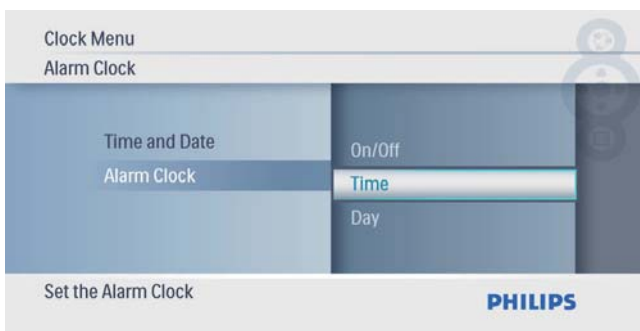 Clock Menu
Alarm Clock
Time and Date
Alarm Clock
On/Off
Time
Day
Set the Alarm Clock
PHILIPS